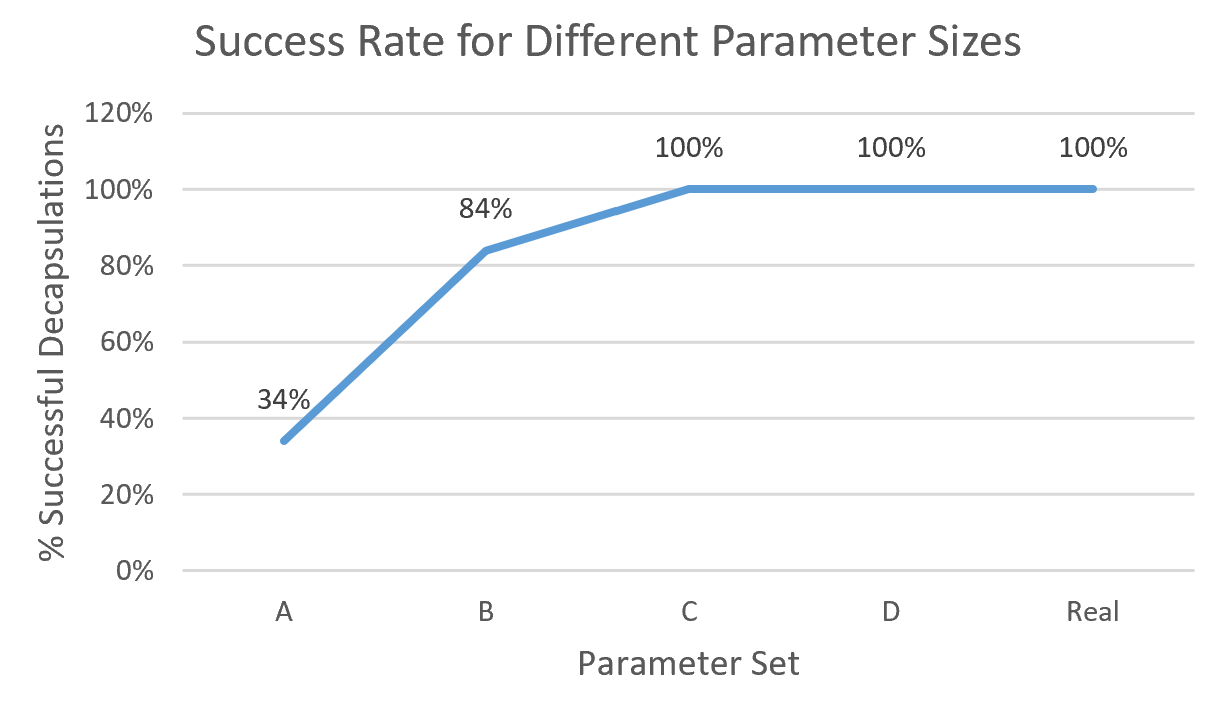 Success Rate for Different Parameter Sizes
% Successful Decapsulations
120%
100%
80%
60%
40%
20%
0%
34%
84%
100%
100%
100%
A
B
C
D
Real
Parameter Set